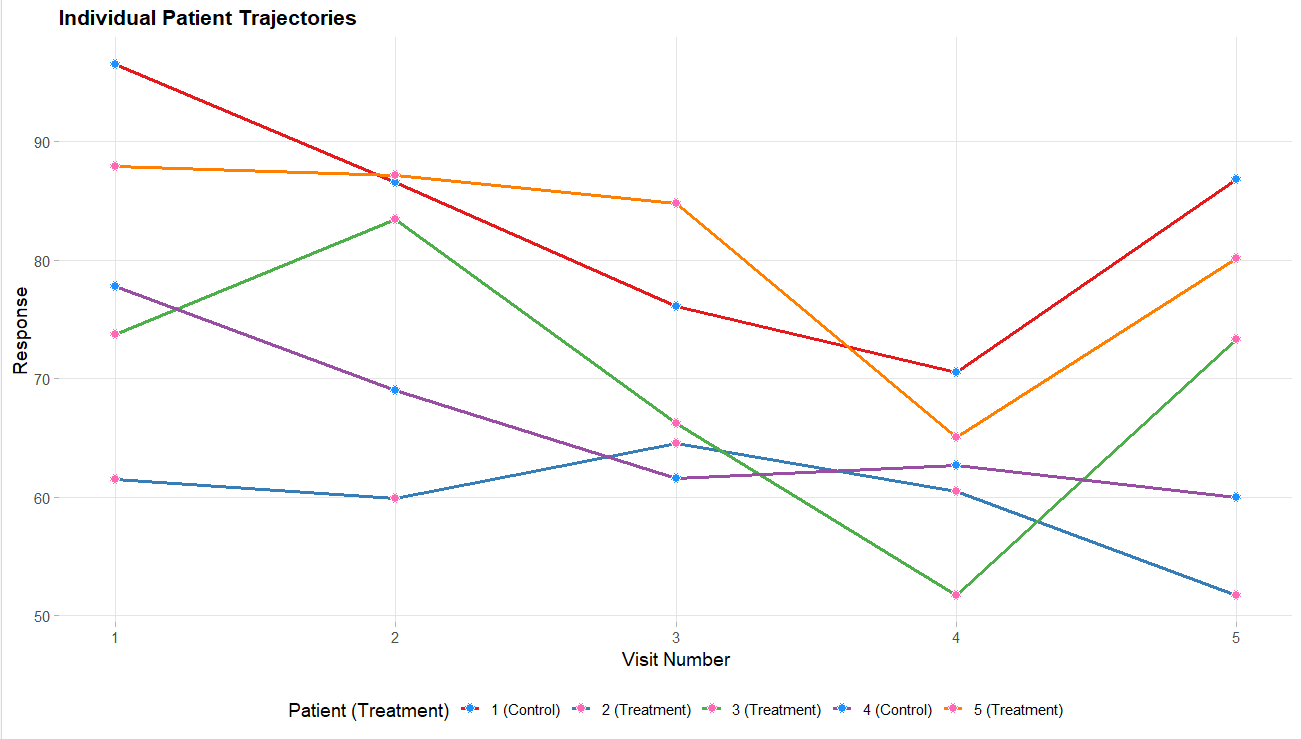 Individual Patient Trajectories
90
80
70
60
50
Response
1 2 3 4 5
Visit Number
Patient (Treatment) 1 (Control) 2 (Treatment) 3 (Treatment) 4 (Control) 5 (Treatment)